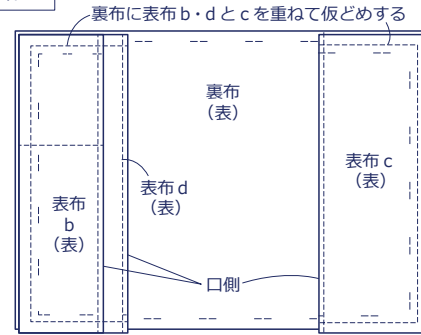 裏布に表布b・dとcを重ねて仮どめする
裏布
(表)
表布c
(表)
表布d
(表)
表布
b
(表)
口側